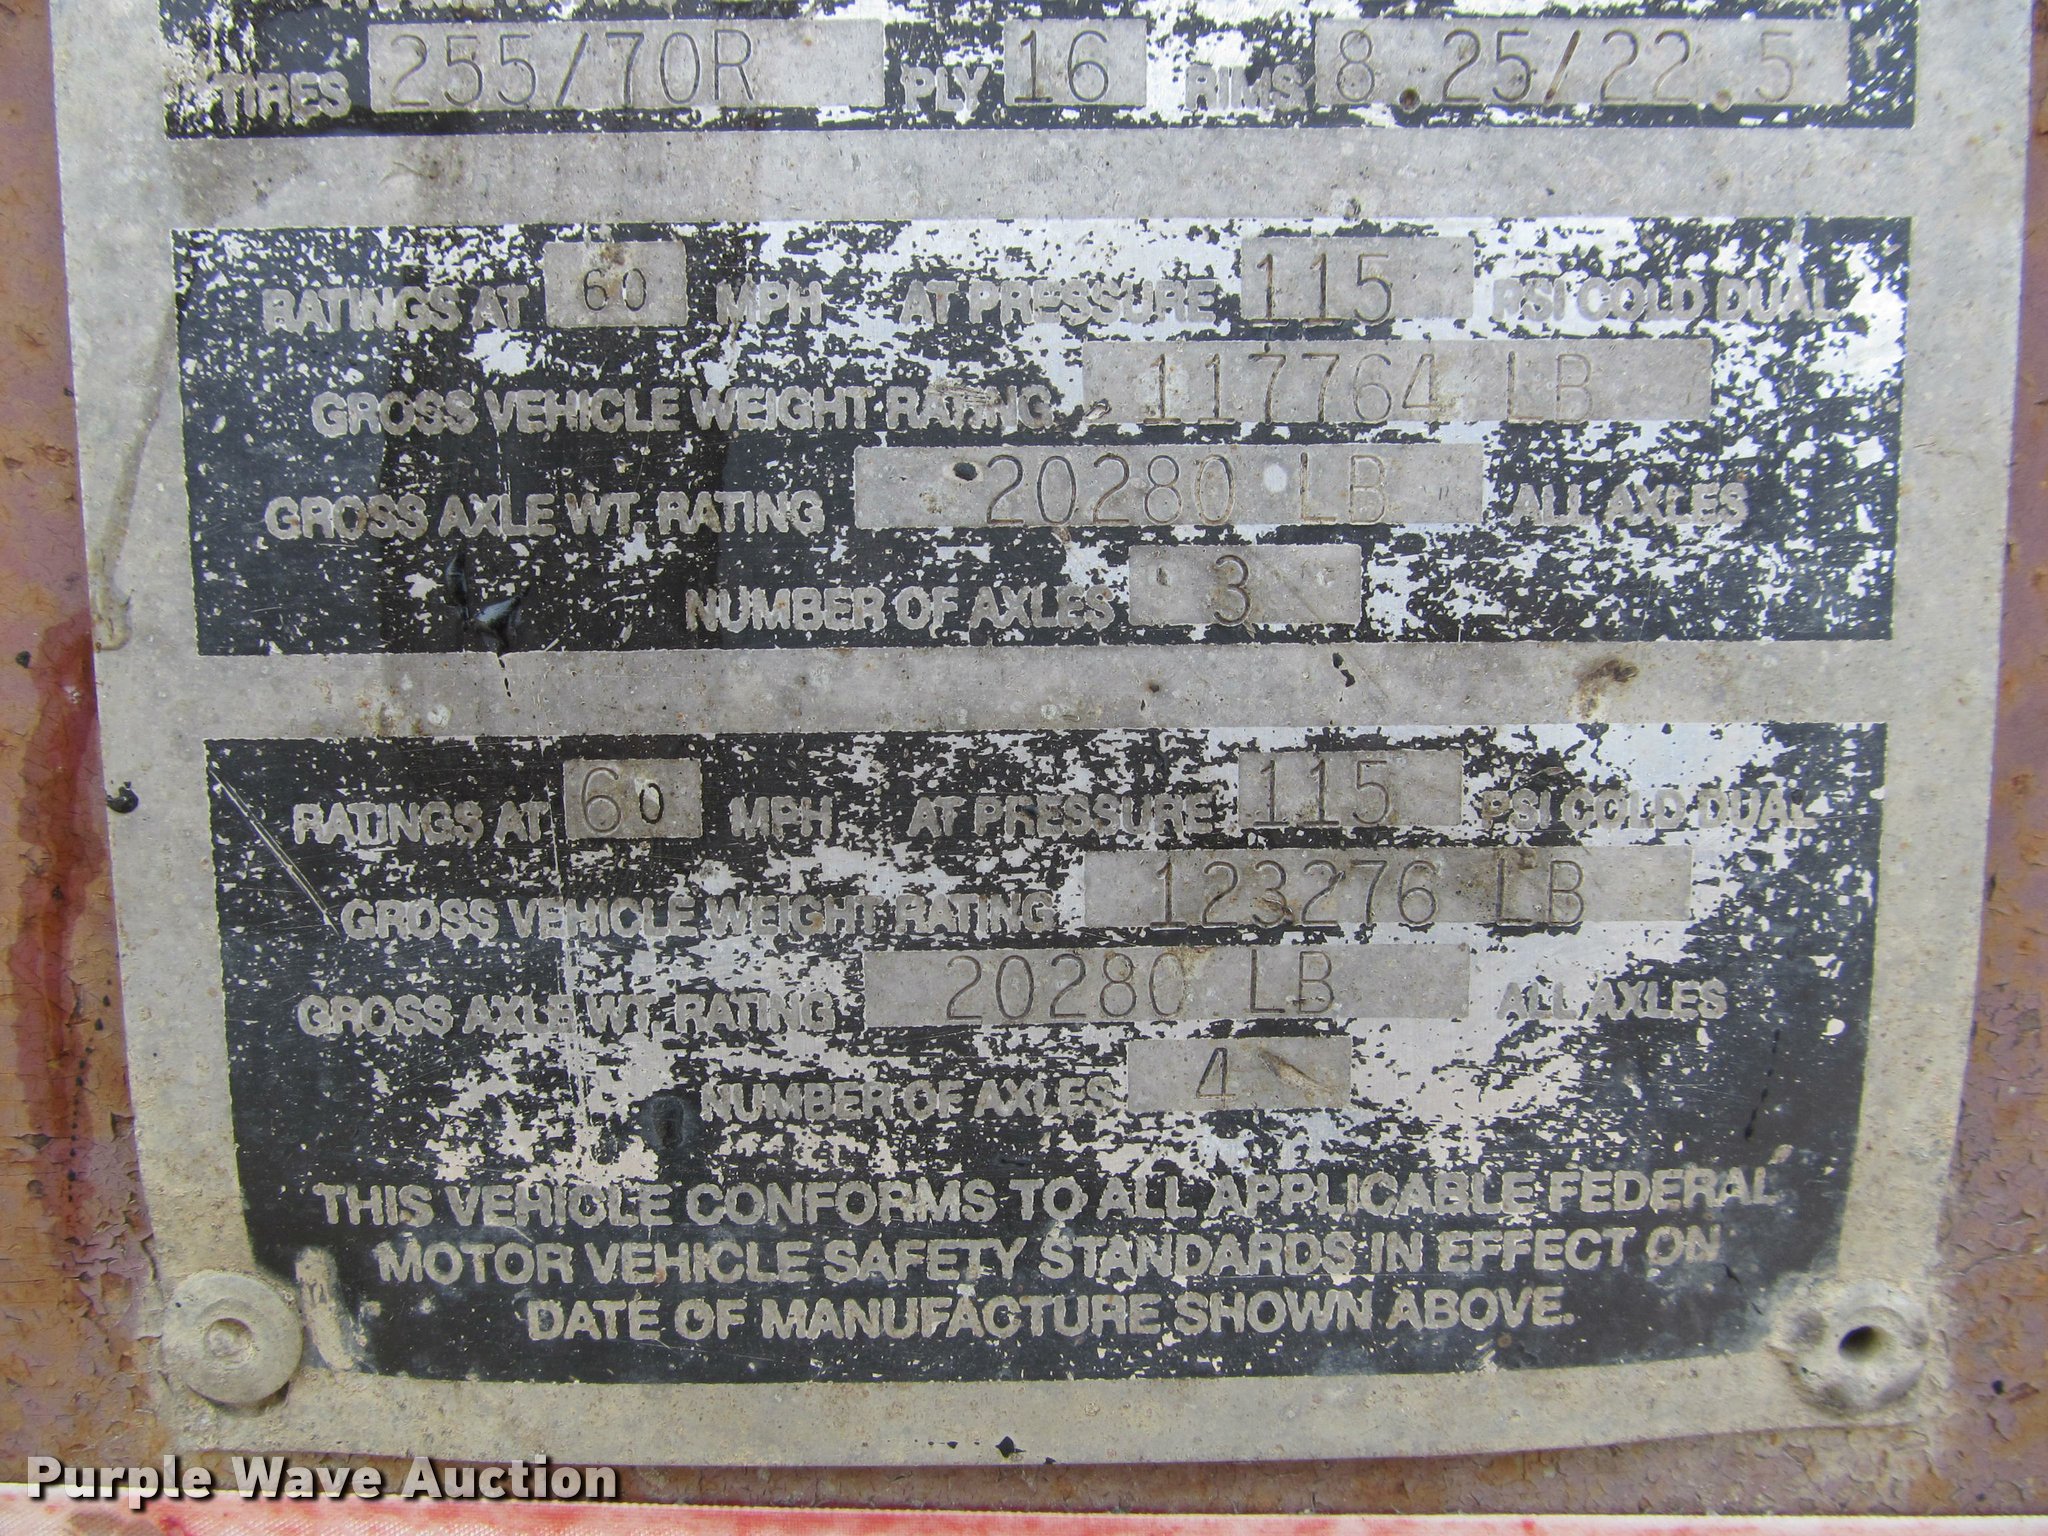 TIRES 255/70R PLY 16 RIMS 8.25/22.5
RATINGS AT 60 MPH AT PRESSURE 115 PSI COLD DUAL
GROSS VEHICLE WEIGHT RATING 117764 LB
GROSS AXLE WT. RATING 20280 LB ALL AXLES
NUMBER OF AXLES 3
RATINGS AT 60 MPH AT PRESSURE 115 PSI COLD DUAL
GROSS VEHICLE WEIGHT RATING 123276 LB
GROSS AXLE WT. RATING 20280 LB ALL AXLES
NUMBER OF AXLES 4
THIS VEHICLE CONFORMS TO ALL APPLICABLE FEDERAL
MOTOR VEHICLE SAFETY STANDARDS IN EFFECT ON
DATE OF MANUFACTURE SHOWN ABOVE.
Purple Wave Auction